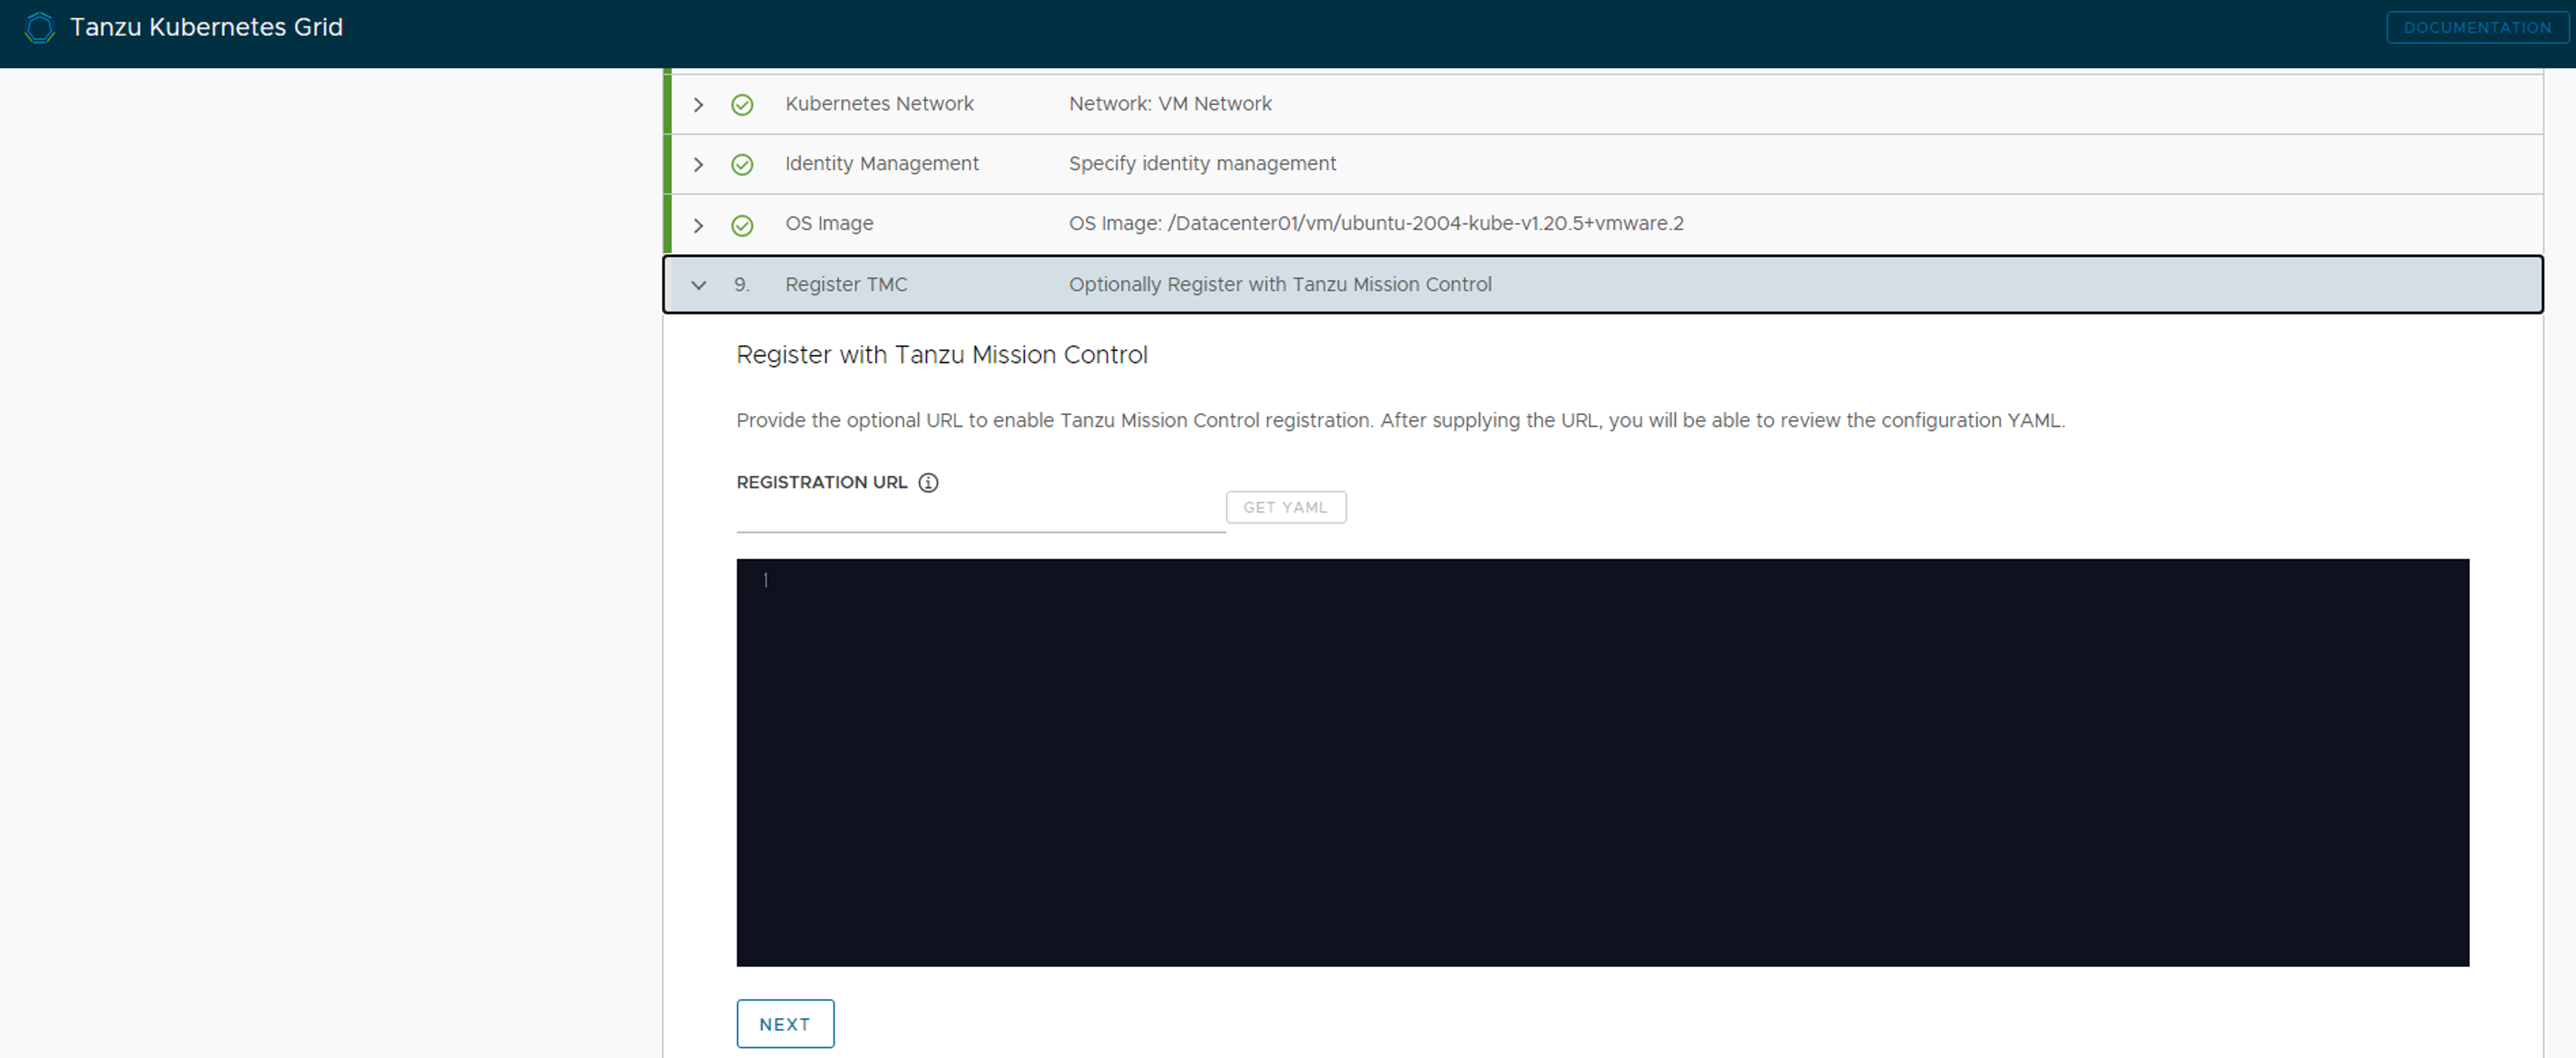 Tanzu Kubernetes Grid
DOCUMENTATION
Kubernetes Network Network: VM Network
Identity Management Specify identity management
OS Image OS Image: /Datacenter01/vm/ubuntu-2004-kube-v1.20.5+vmware.2
9. Register TMC Optionally Register with Tanzu Mission Control
Register with Tanzu Mission Control
Provide the optional URL to enable Tanzu Mission Control registration. After supplying the URL, you will be able to review the configuration YAML.
REGISTRATION URL
GET YAML
1
NEXT